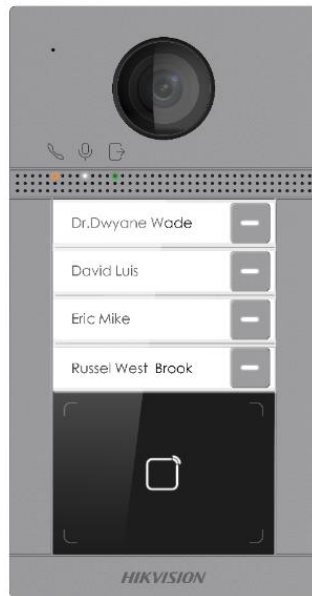 Dr.Dwyane Wade
David Luis
Eric Mike
Russel West Brook
HIKVISION